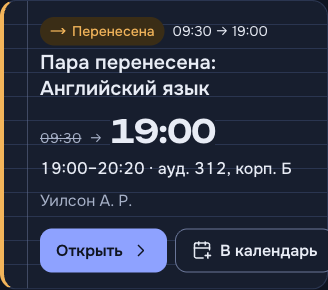 → Перенесена 09:30 → 19:00
Пара перенесена:
Английский язык
09:30 → 19:00
19:00–20:20 · ауд. 312, корп. Б
Уилсон А. Р.
Открыть > В календарь